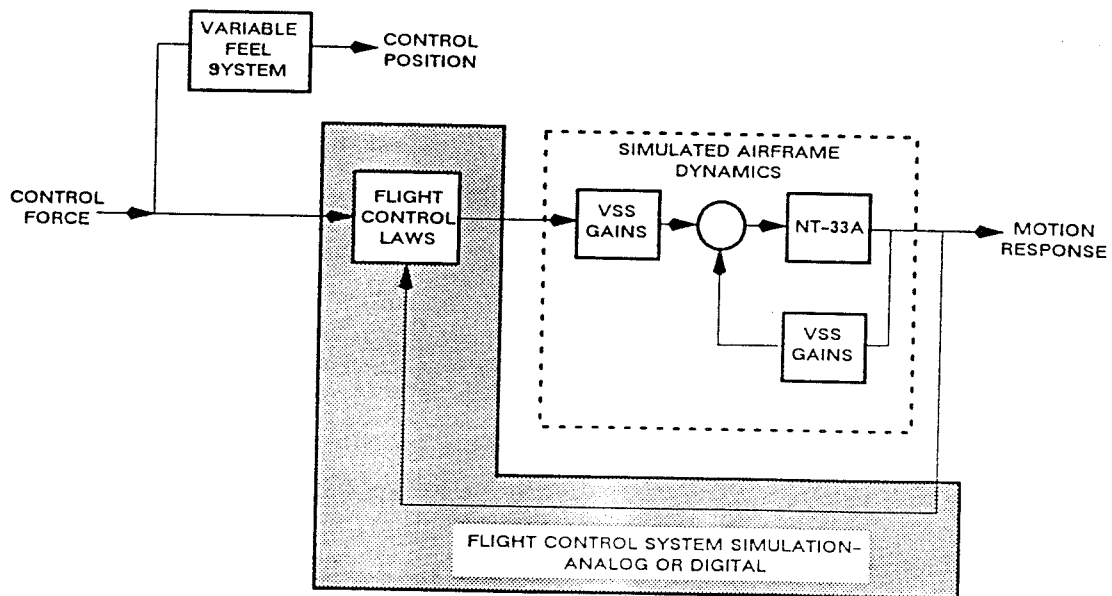 VARIABLE
FEEL
SYSTEM
CONTROL
POSITION
SIMULATED AIRFRAME
DYNAMICS
CONTROL
FORCE
FLIGHT
CONTROL
LAWS
VSS
GAINS
NT-33A
MOTION
RESPONSE
VSS
GAINS
FLIGHT CONTROL SYSTEM SIMULATION-
ANALOG OR DIGITAL